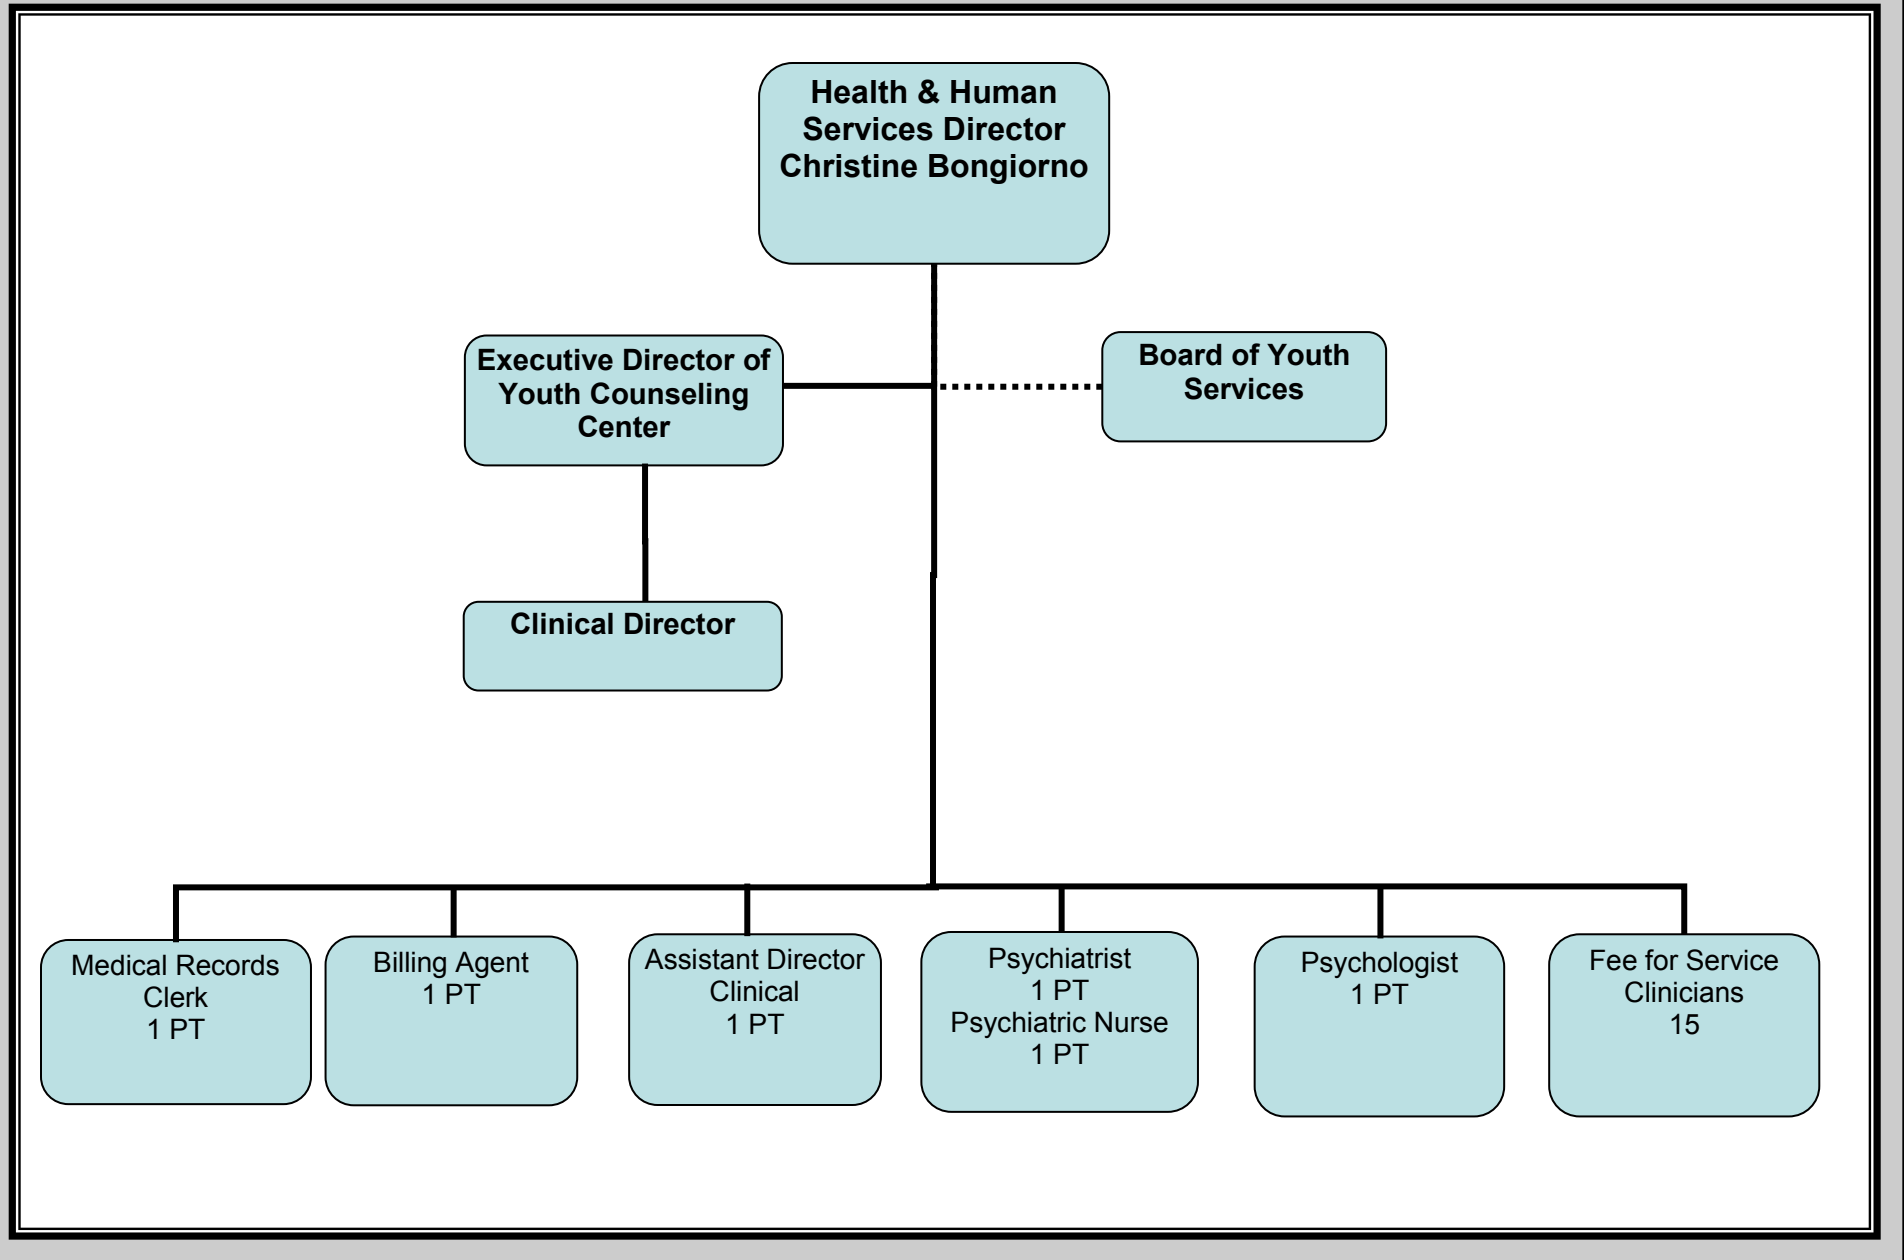 Health & Human
Services Director
Christine Bongiorno
Executive Director of
Youth Counseling
Center
Board of Youth
Services
Clinical Director
Medical Records
Clerk
1 PT
Billing Agent
1 PT
Assistant Director
Clinical
1 PT
Psychiatrist
1 PT
Psychiatric Nurse
1 PT
Psychologist
1 PT
Fee for Service
Clinicians
15